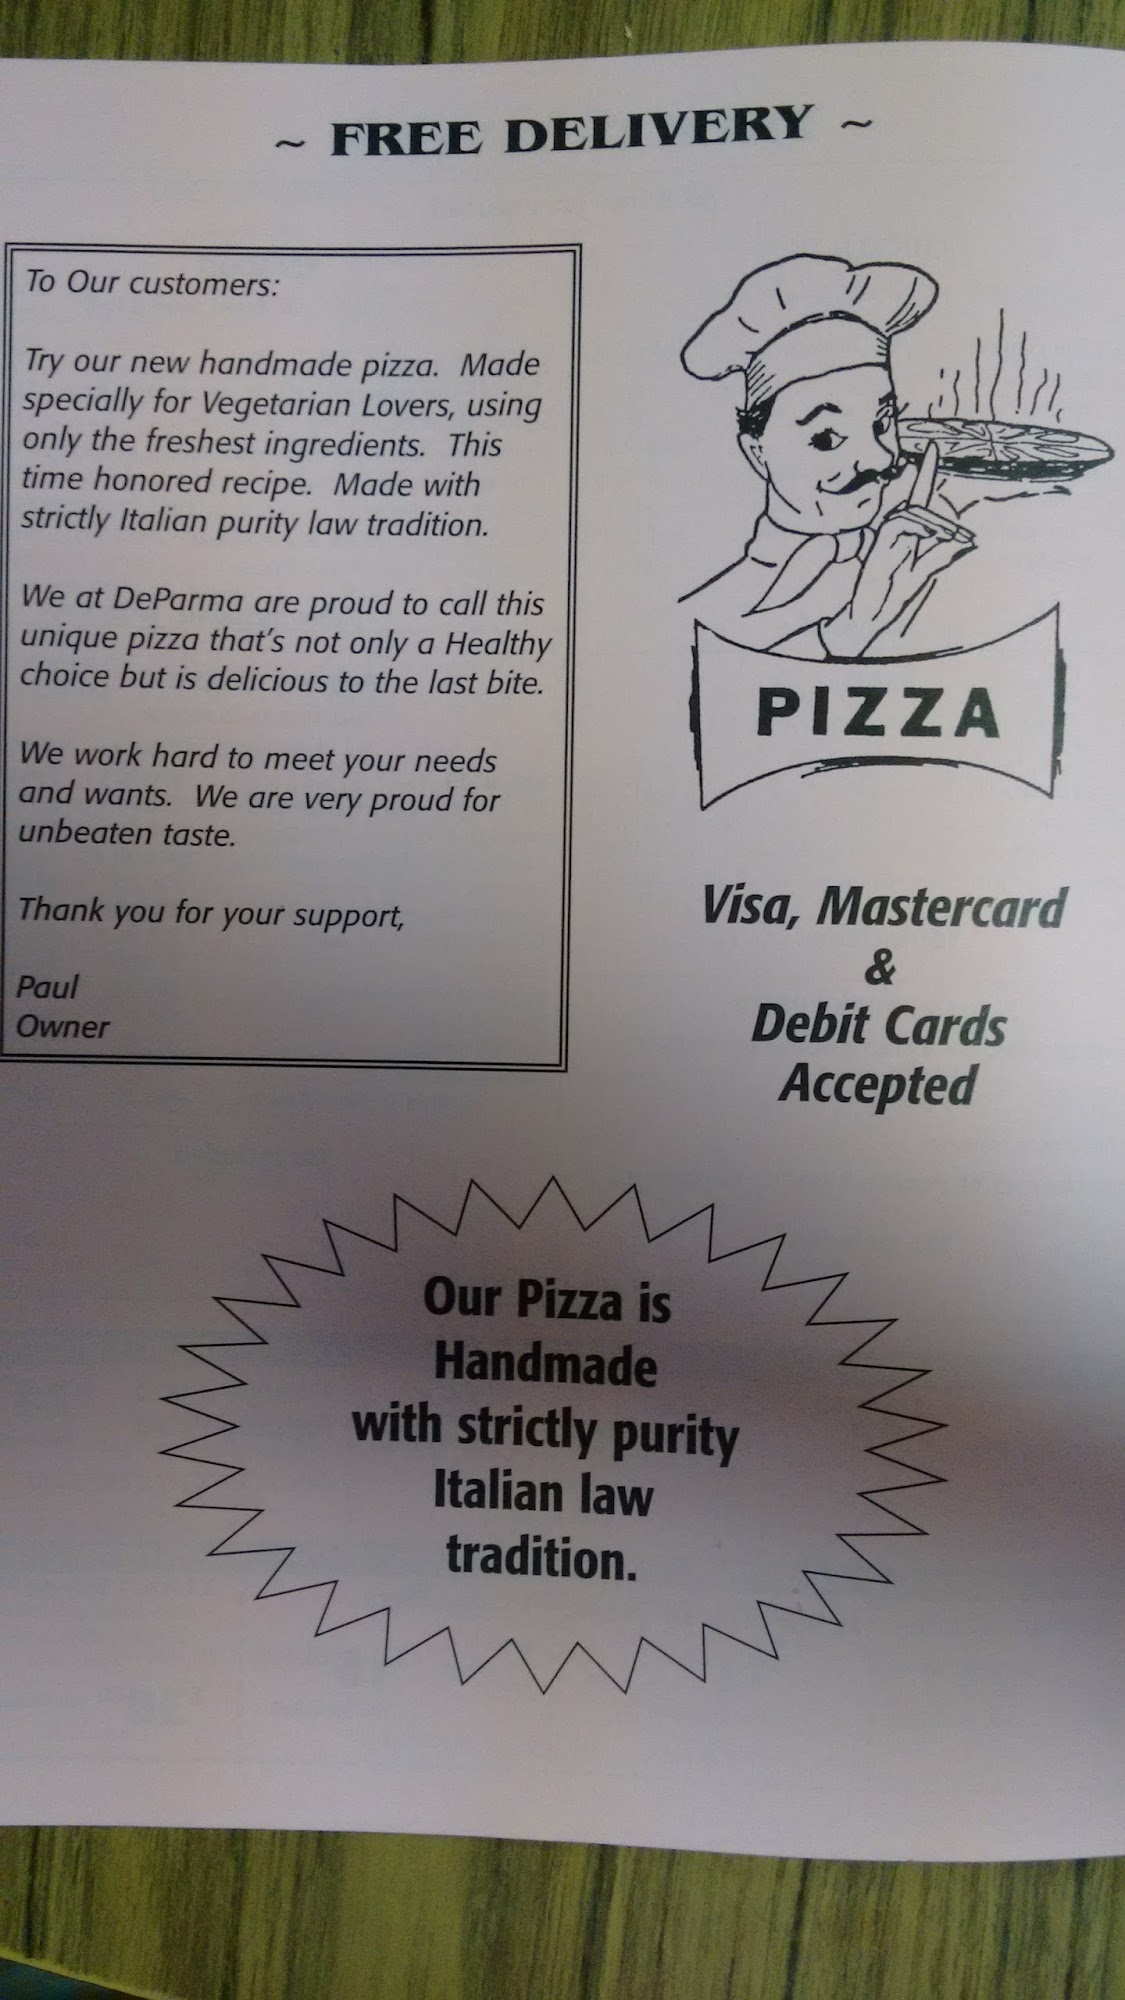 ~ FREE DELIVERY ~
To Our customers:
Try our new handmade pizza. Made
specially for Vegetarian Lovers, using
only the freshest ingredients. This
time honored recipe. Made with
strictly Italian purity law tradition.
We at DeParma are proud to call this
unique pizza that's not only a Healthy
choice but is delicious to the last bite.
We work hard to meet your needs
and wants. We are very proud for
unbeaten taste.
Thank you for your support,
Paul
Owner
PIZZA
Visa, Mastercard
&
Debit Cards
Accepted
Our Pizza is
Handmade
with strictly purity
Italian law
tradition.